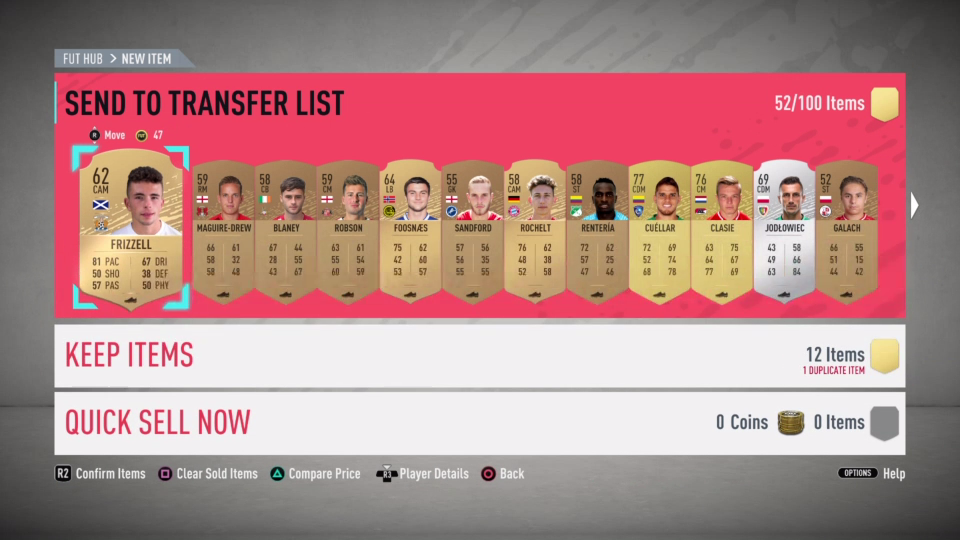 FUT HUB > NEW ITEM
SEND TO TRANSFER LIST
52/100 Items
R Move FUT 47
62
CAM
FRIZZELL
81 PAC 67 DRI
50 SHO 38 DEF
57 PAS 50 PHY
59
RM
MAGUIRE-DREW
66 61
58 32
58 48
58
CB
BLANEY
67 44
28 55
43 67
59
CM
ROBSON
63 61
55 54
60 59
64
LB
FOOSNÆS
75 62
42 60
53 57
55
GK
SANDFORD
57 56
56 35
55 55
58
CAM
ROCHELT
76 62
48 38
52 58
58
ST
RENTERÍA
72 62
57 25
47 46
77
CDM
CUÉLLAR
72 69
52 74
68 78
76
CM
CLASIE
63 75
67 74
77 69
69
CDM
JODŁOWIEC
43 58
49 66
63 84
52
ST
GALACH
66 55
51 15
44 42
KEEP ITEMS
12 Items
1 DUPLICATE ITEM
QUICK SELL NOW
0 Coins 0 Items
R2 Confirm Items Clear Sold Items Compare Price R3 Player Details Back
OPTIONS Help